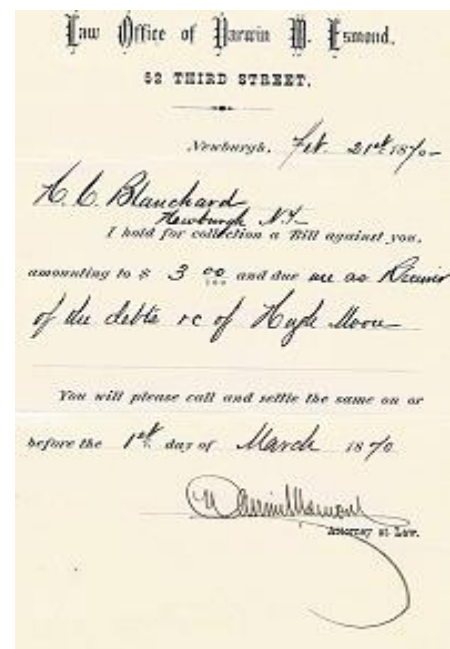 Law Office of Darwin W. Esmond,
52 THIRD STREET,
Newburgh, Feb. 21st 1870
H. C. Blanchard
Newburgh N.Y.
I hold for collection a Bill against you,
amounting to $ 3 00/100 and due me as Receiver
of the debts &c of Hugh Moore
You will please call and settle the same on or
before the 1st day of March 1870
Attorney at Law.